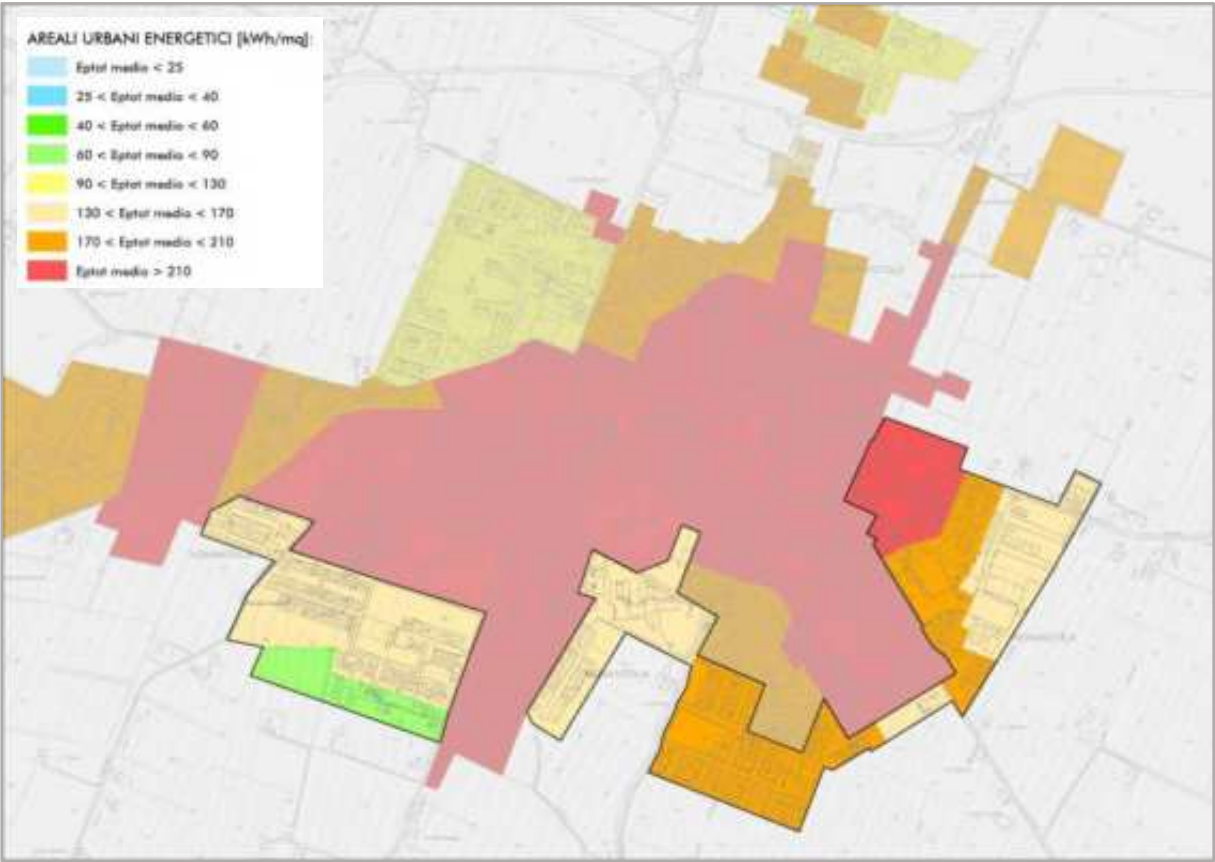 AREALI URBANI ENERGETICI [kWh/mq]:
Eptot medio < 25
25 < Eptot medio < 40
40 < Eptot medio < 60
60 < Eptot medio < 90
90 < Eptot medio < 130
130 < Eptot medio < 170
170 < Eptot medio < 210
Eptot medio > 210